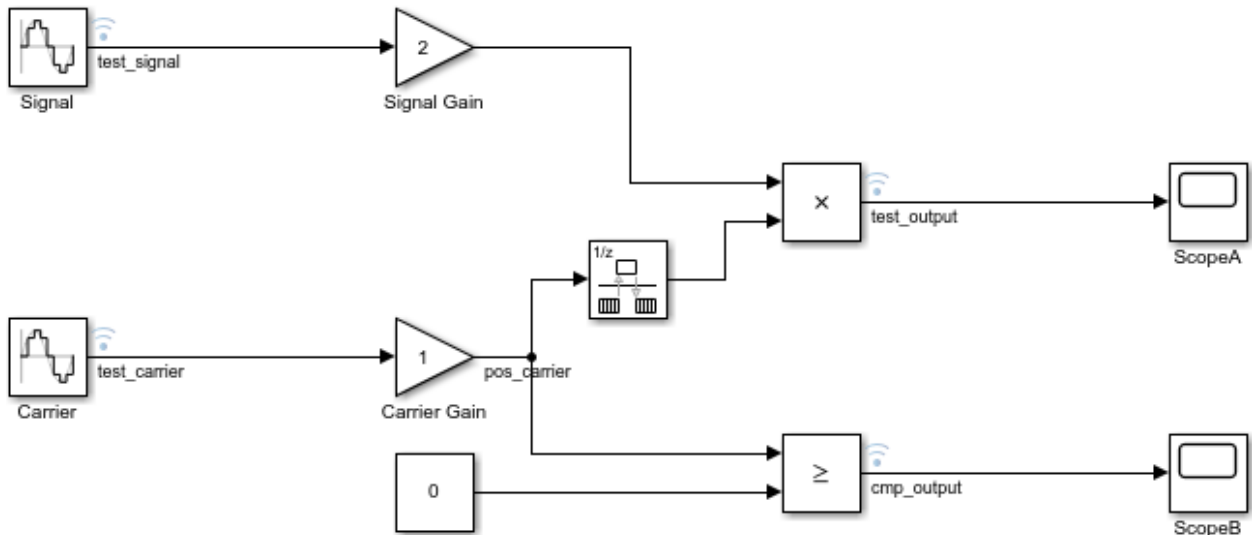 test_signal
2
Signal
Signal Gain
×
test_output
1/z
ScopeA
test_carrier
1
pos_carrier
Carrier
Carrier Gain
0
≥
cmp_output
ScopeB